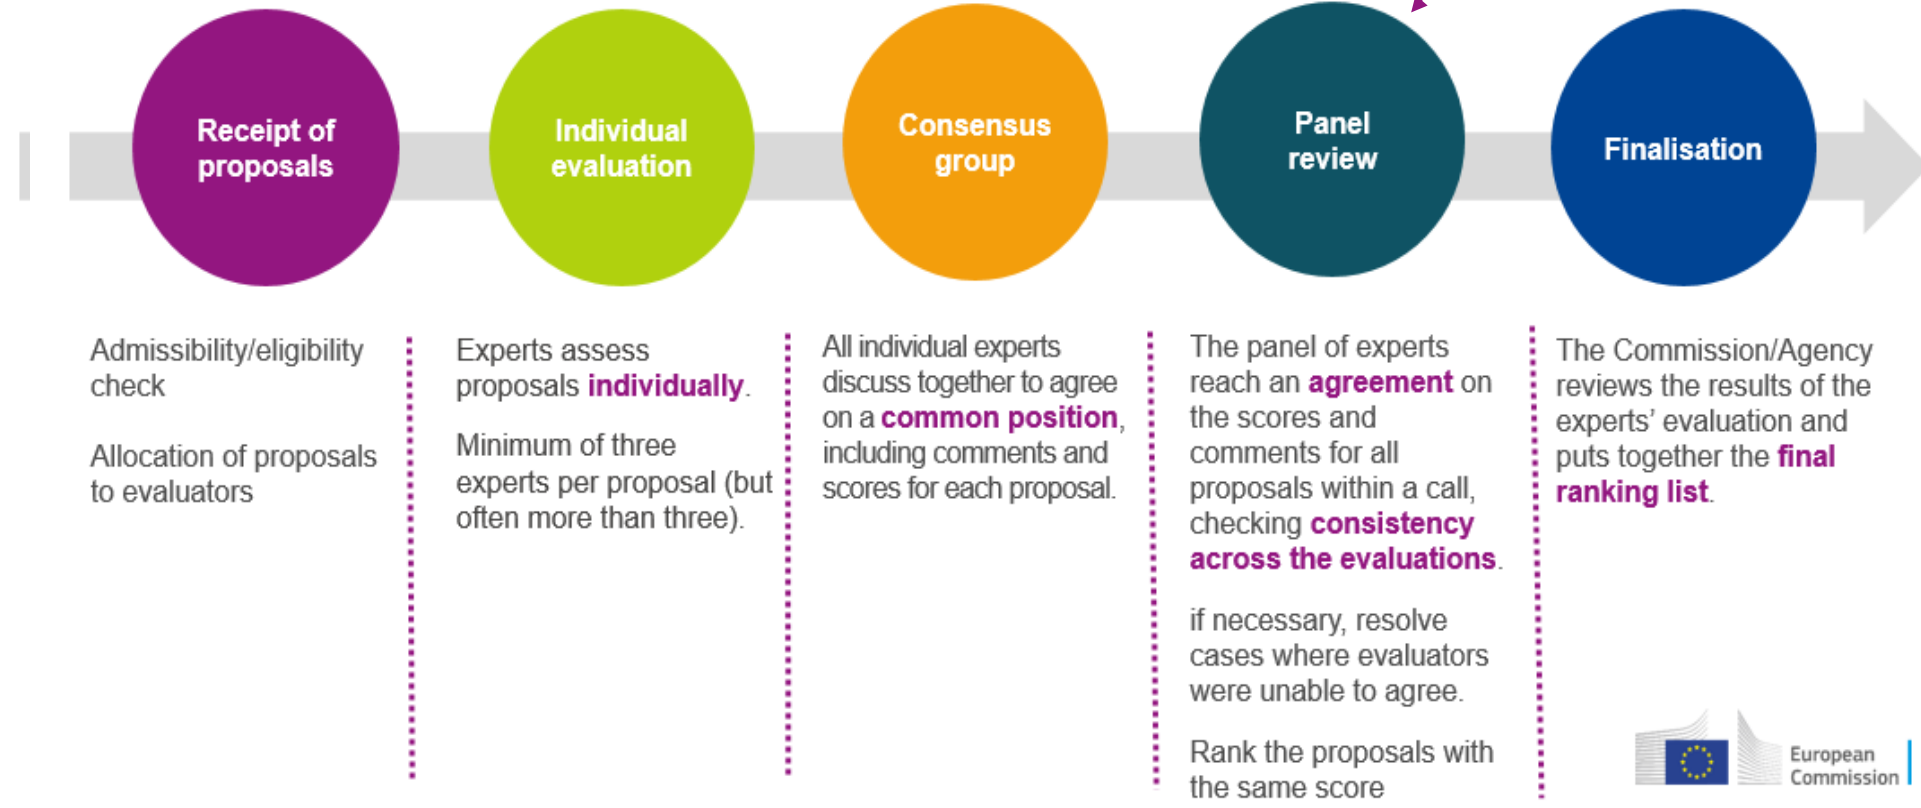 Receipt of
proposals
Individual
evaluation
Consensus
group
Panel
review
Finalisation
Admissibility/eligibility
check
Allocation of proposals
to evaluators
Experts assess
proposals individually.
Minimum of three
experts per proposal (but
often more than three).
All individual experts
discuss together to agree
on a common position,
including comments and
scores for each proposal.
The panel of experts
reach an agreement on
the scores and
comments for all
proposals within a call,
checking consistency
across the evaluations.
if necessary, resolve
cases where evaluators
were unable to agree.
Rank the proposals with
the same score
The Commission/Agency
reviews the results of the
experts’ evaluation and
puts together the final
ranking list.
European
Commission